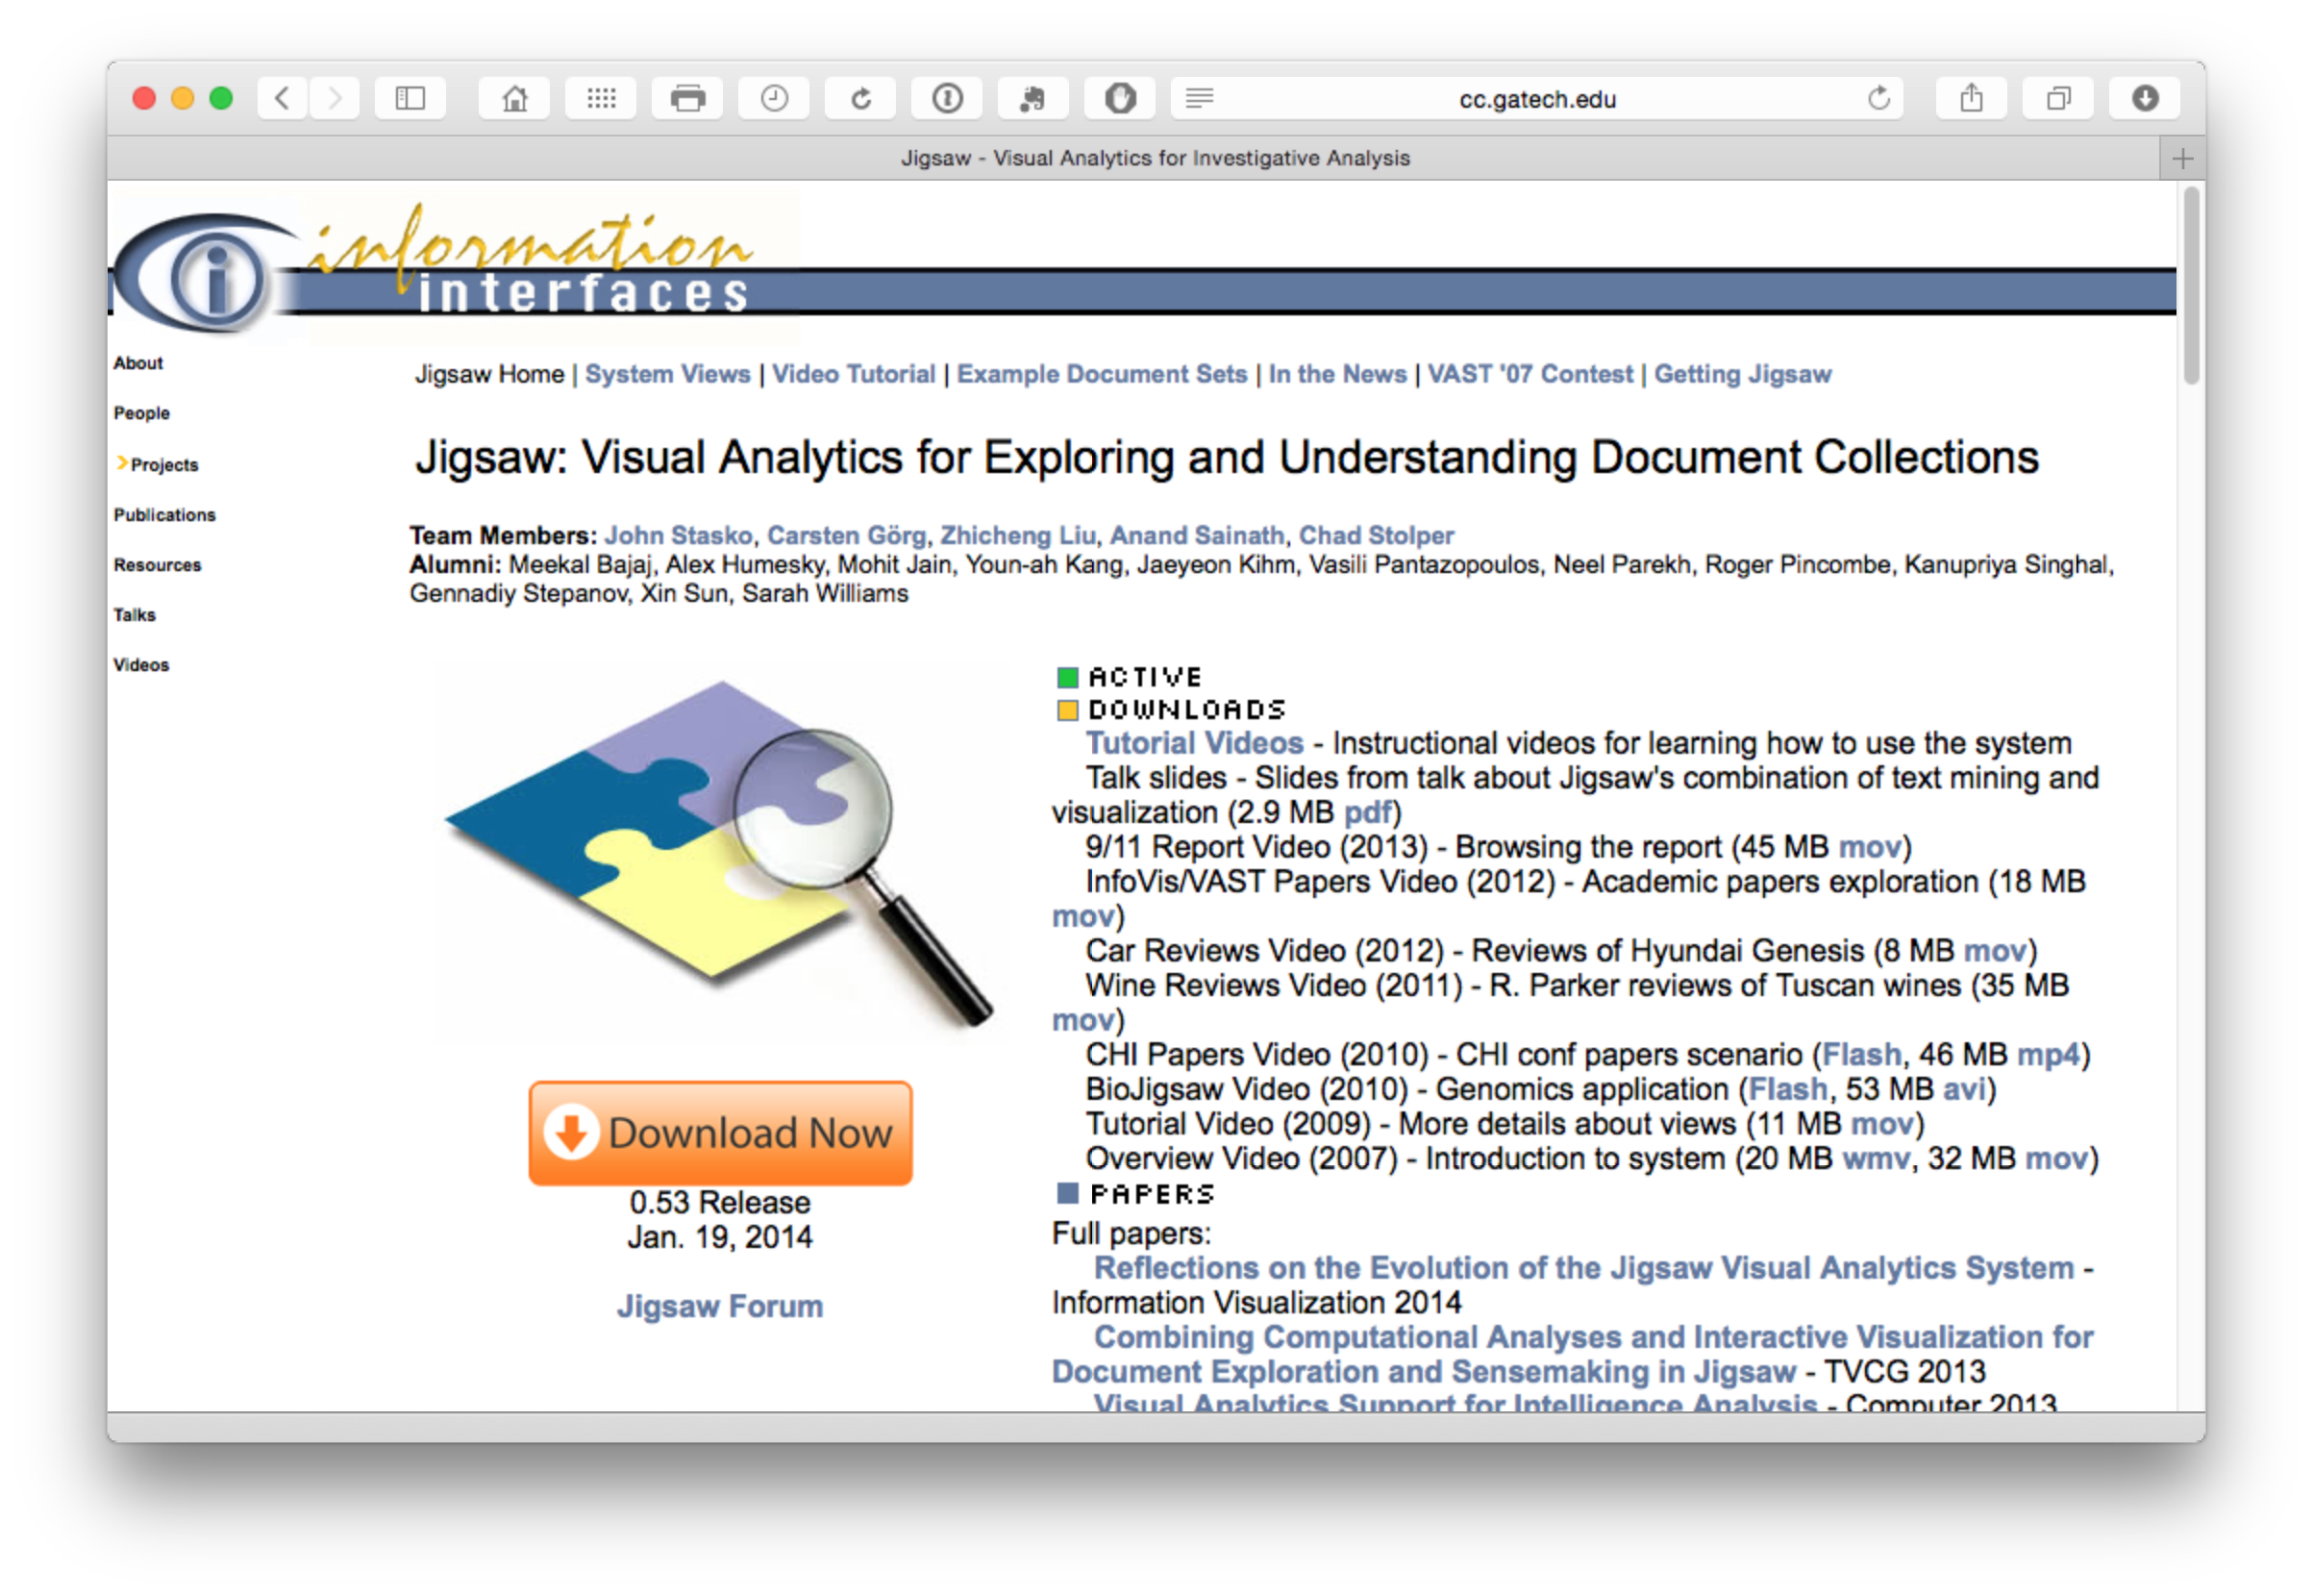 cc.gatech.edu
Jigsaw - Visual Analytics for Investigative Analysis
information
interfaces
About
People
Projects
Publications
Resources
Talks
Videos
Jigsaw Home | System Views | Video Tutorial | Example Document Sets | In the News | VAST '07 Contest | Getting Jigsaw
Jigsaw: Visual Analytics for Exploring and Understanding Document Collections
Team Members: John Stasko, Carsten Görg, Zhicheng Liu, Anand Sainath, Chad Stolper
Alumni: Meekal Bajaj, Alex Humesky, Mohit Jain, Youn-ah Kang, Jaeyeon Kihm, Vasili Pantazopoulos, Neel Parekh, Roger Pincombe, Kanupriya Singhal,
Gennadiy Stepanov, Xin Sun, Sarah Williams
Download Now
0.53 Release
Jan. 19, 2014
Jigsaw Forum
ACTIVE
DOWNLOADS
Tutorial Videos - Instructional videos for learning how to use the system
Talk slides - Slides from talk about Jigsaw's combination of text mining and
visualization (2.9 MB pdf)
9/11 Report Video (2013) - Browsing the report (45 MB mov)
InfoVis/VAST Papers Video (2012) - Academic papers exploration (18 MB
mov)
Car Reviews Video (2012) - Reviews of Hyundai Genesis (8 MB mov)
Wine Reviews Video (2011) - R. Parker reviews of Tuscan wines (35 MB
mov)
CHI Papers Video (2010) - CHI conf papers scenario (Flash, 46 MB mp4)
BioJigsaw Video (2010) - Genomics application (Flash, 53 MB avi)
Tutorial Video (2009) - More details about views (11 MB mov)
Overview Video (2007) - Introduction to system (20 MB wmv, 32 MB mov)
PAPERS
Full papers:
Reflections on the Evolution of the Jigsaw Visual Analytics System -
Information Visualization 2014
Combining Computational Analyses and Interactive Visualization for
Document Exploration and Sensemaking in Jigsaw - TVCG 2013
Visual Analytics Support for Intelligence Analysis - Computer 2013